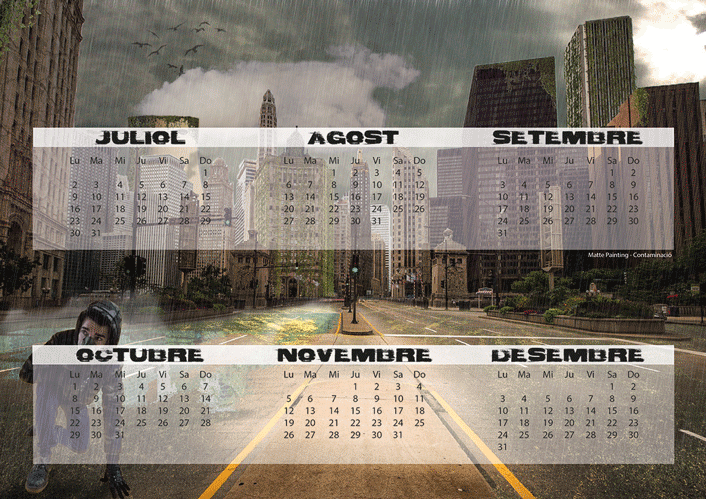 JULIOL
Lu Ma Mi Ju Vi Sa Do
1
2 3 4 5 6 7 8
9 10 11 12 13 14 15
16 17 18 19 20 21 22
23 24 25 26 27 28 29
30 31
AGOST
Lu Ma Mi Ju Vi Sa Do
1 2 3 4 5
6 7 8 9 10 11 12
13 14 15 16 17 18 19
20 21 22 23 24 25 26
27 28 29 30 31
SETEMBRE
Lu Ma Mi Ju Vi Sa Do
1 2
3 4 5 6 7 8 9
10 11 12 13 14 15 16
17 18 19 20 21 22 23
24 25 26 27 28 29 30
31
Matte Painting - Contaminació
OCTUBRE
Lu Ma Mi Ju Vi Sa Do
1 2 3 4 5 6 7
8 9 10 11 12 13 14
15 16 17 18 19 20 21
22 23 24 25 26 27 28
29 30 31
NOVEMBRE
Lu Ma Mi Ju Vi Sa Do
1 2 3 4
5 6 7 8 9 10 11
12 13 14 15 16 17 18
19 20 21 22 23 24 25
26 27 28 29 30 31
DESEMBRE
Lu Ma Mi Ju Vi Sa Do
1 2
3 4 5 6 7 8 9
10 11 12 13 14 15 16
17 18 19 20 21 22 23
24 25 26 27 28 29 30
31